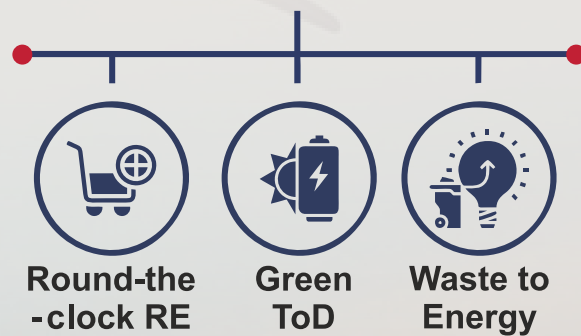 Round-the
-clock RE
Green
ToD
Waste to
Energy